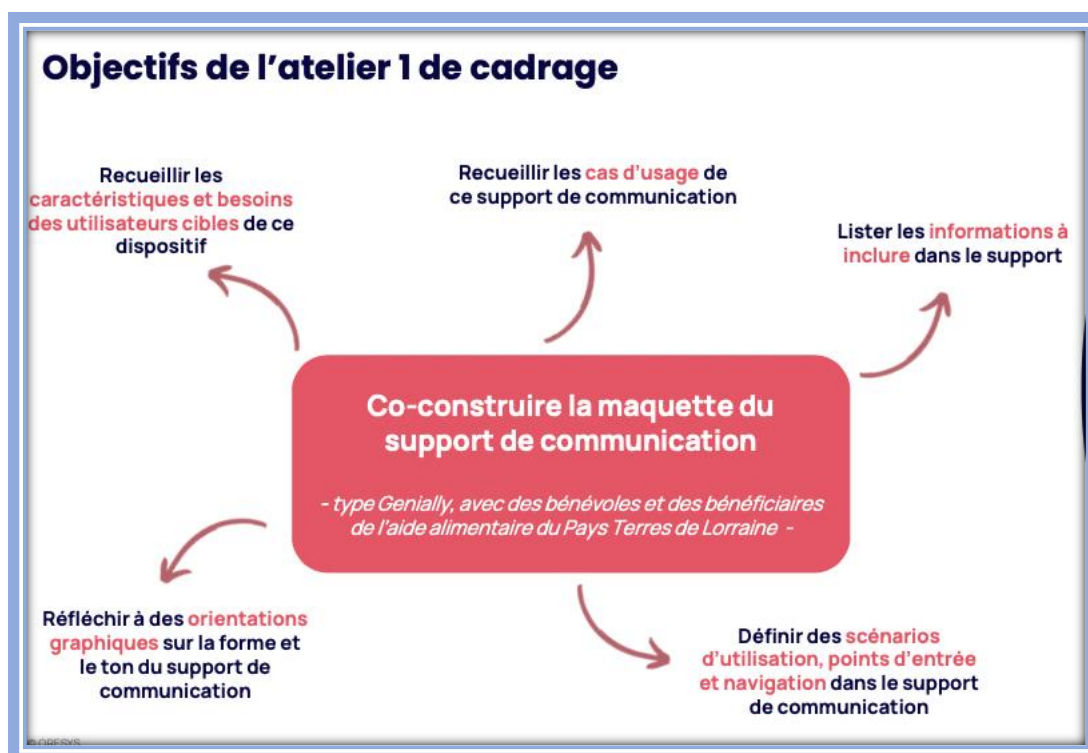 Objectifs de l'atelier 1 de cadrage
Recueillir les
caractéristiques et besoins
des utilisateurs cibles de ce
dispositif
Recueillir les cas d'usage de
ce support de communication
Lister les informations à
inclure dans le support
Co-construire la maquette du
support de communication
- type Genially, avec des bénévoles et des bénéficiaires
de l'aide alimentaire du Pays Terres de Lorraine -
Réfléchir à des orientations
graphiques sur la forme et
le ton du support de
communication
Définir des scénarios
d'utilisation, points d'entrée
et navigation dans le support
de communication
© ORESYS